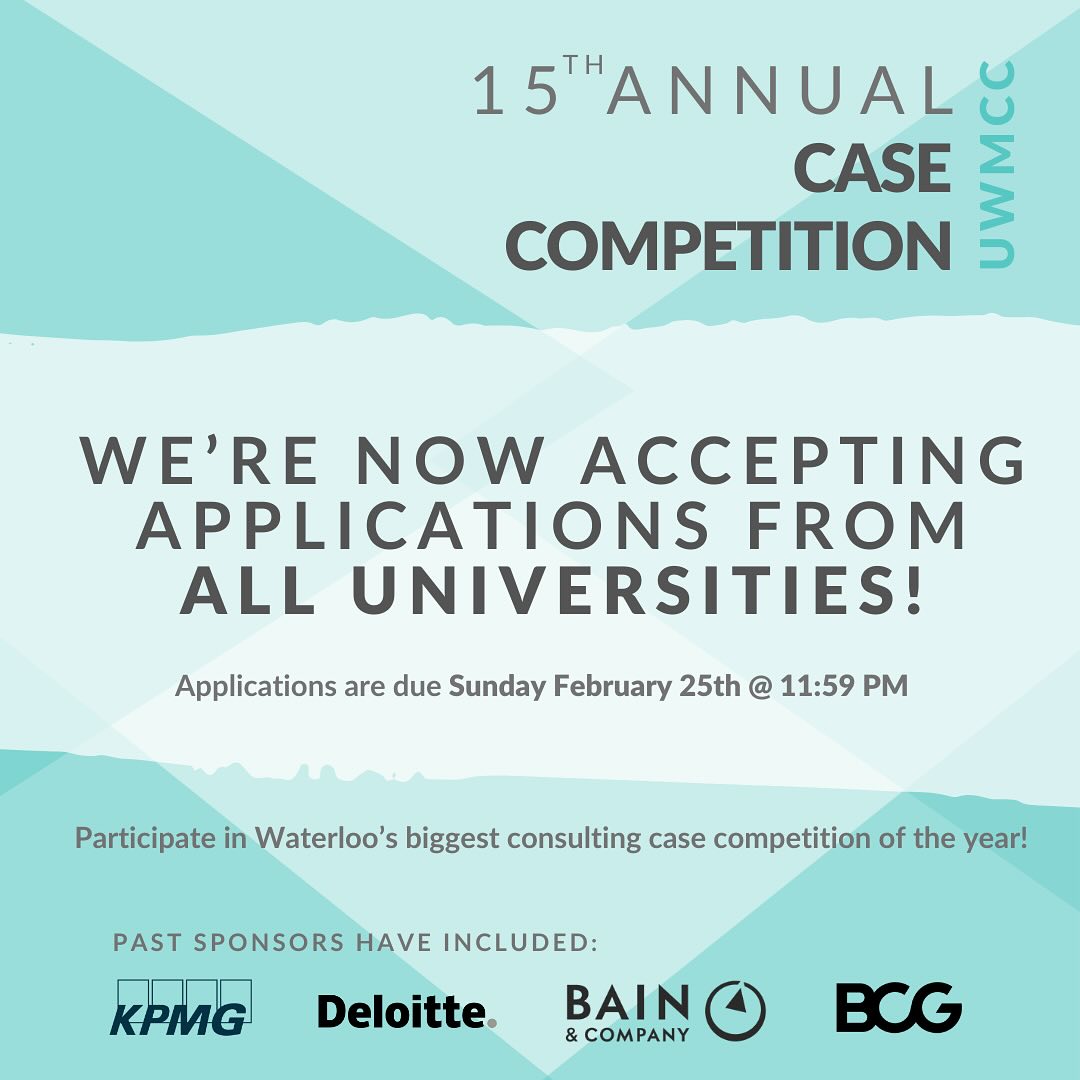 15TH ANNUAL
CASE
COMPETITION
UWMCC
WE’RE NOW ACCEPTING
APPLICATIONS FROM
ALL UNIVERSITIES!
Applications are due Sunday February 25th @ 11:59 PM
Participate in Waterloo’s biggest consulting case competition of the year!
PAST SPONSORS HAVE INCLUDED:
KPMG
Deloitte.
BAIN
& COMPANY
BCG